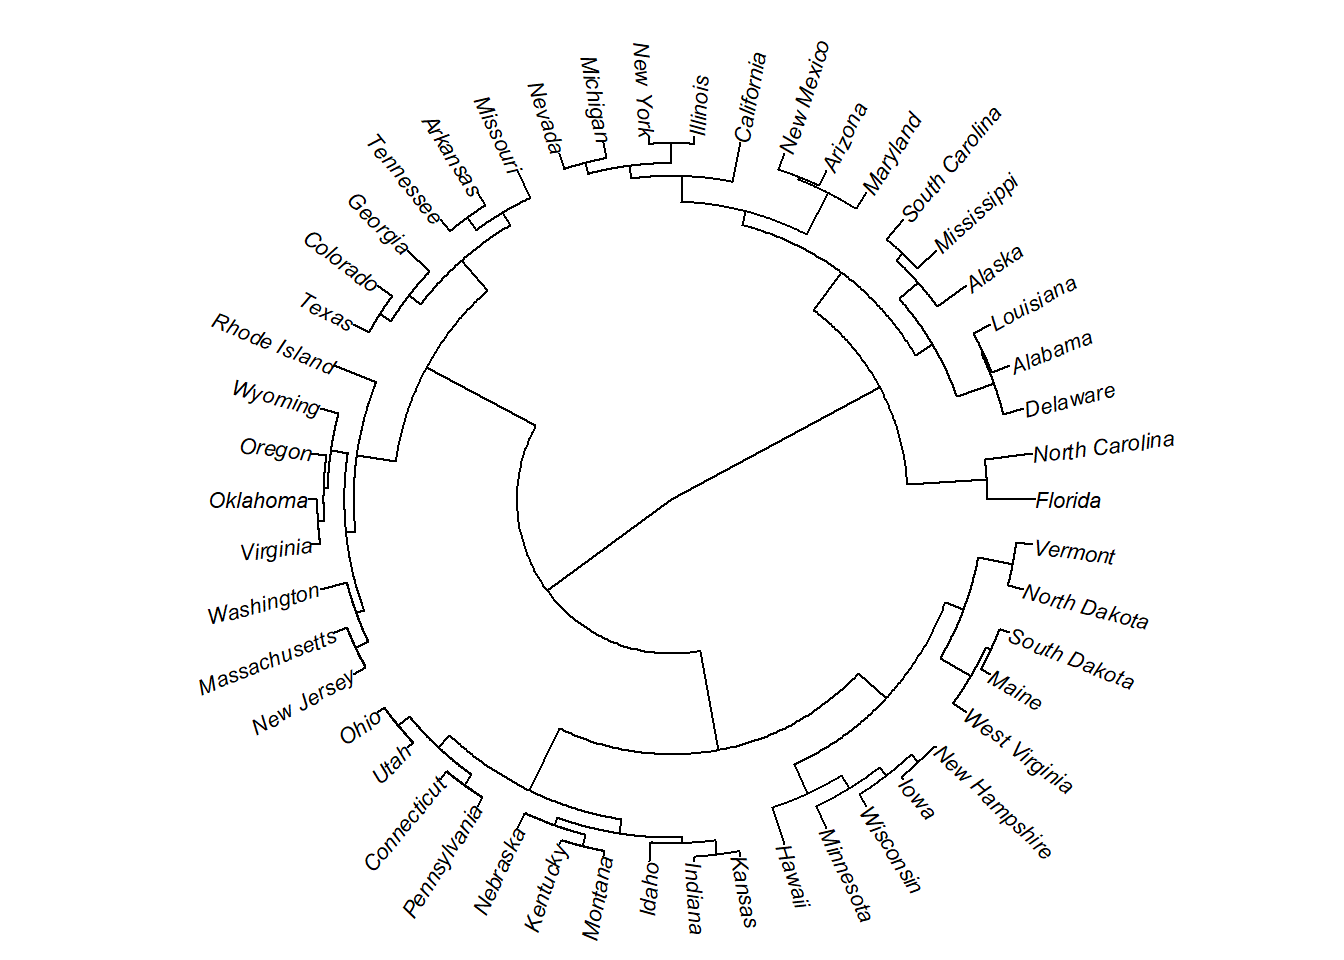 Nevada
Michigan
New York
Illinois
California
New Mexico
Arizona
Maryland
South Carolina
Mississippi
Alaska
Louisiana
Alabama
Delaware
North Carolina
Florida
Vermont
North Dakota
South Dakota
Maine
West Virginia
New Hampshire
Iowa
Wisconsin
Minnesota
Hawaii
Kansas
Indiana
Idaho
Montana
Kentucky
Nebraska
Pennsylvania
Connecticut
Utah
Ohio
New Jersey
Massachusetts
Washington
Virginia
Oklahoma
Oregon
Wyoming
Rhode Island
Texas
Colorado
Georgia
Tennessee
Arkansas
Missouri